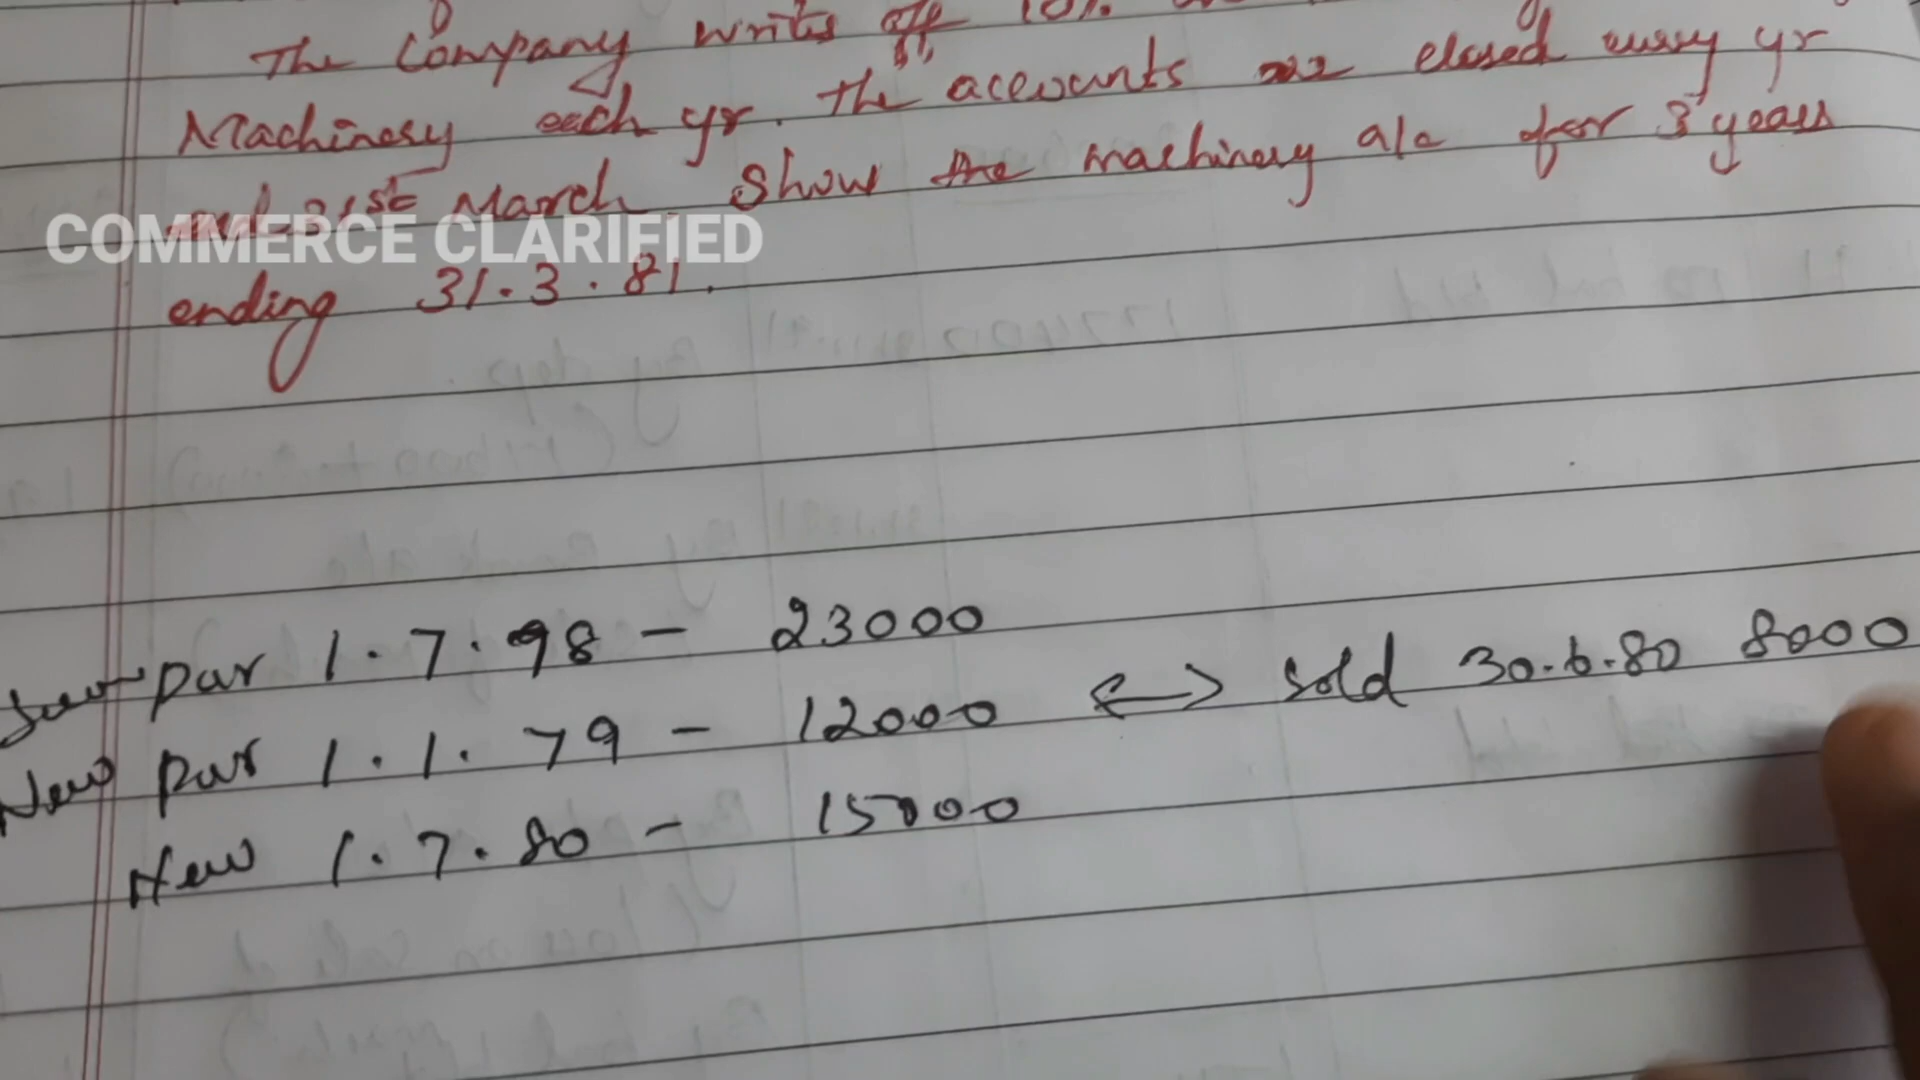 The Company writes off 10%
Machinery each yr. The accounts are closed every yr
31st March. Show the machinery a/c for 3 years
COMMERCE CLARIFIED
ending 31.3.81.
pur 1.7.98 - 23000
New pur 1.1.79 - 12000 <-> sold 30.6.80 8000
New 1.7.80 - 15000